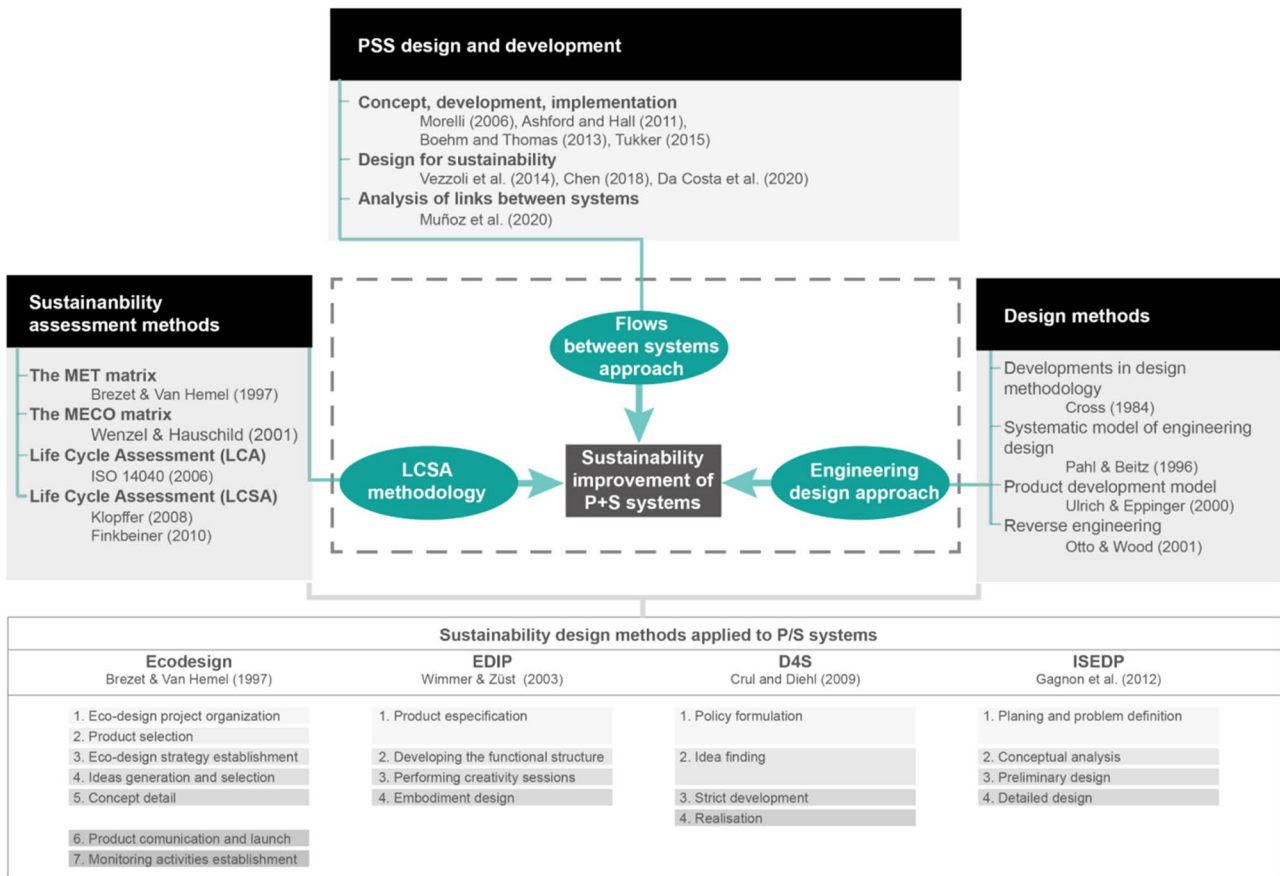 PSS design and development
Concept, development, implementation
Morelli (2006), Ashford and Hall (2011),
Boehm and Thomas (2013), Tukker (2015)
Design for sustainability
Vezzoli et al. (2014), Chen (2018), Da Costa et al. (2020)
Analysis of links between systems
Muñoz et al. (2020)
Sustainanbility
assessment methods
The MET matrix
Brezet & Van Hemel (1997)
The MECO matrix
Wenzel & Hauschild (2001)
Life Cycle Assessment (LCA)
ISO 14040 (2006)
Life Cycle Assessment (LCSA)
Klopffer (2008)
Finkbeiner (2010)
Flows
between systems
approach
LCSA
methodology
Sustainability
improvement of
P+S systems
Engineering
design approach
Design methods
Developments in design
methodology
Cross (1984)
Systematic model of engineering
design
Pahl & Beitz (1996)
Product development model
Ulrich & Eppinger (2000)
Reverse engineering
Otto & Wood (2001)
Sustainability design methods applied to P/S systems
Ecodesign
Brezet & Van Hemel (1997)
1. Eco-design project organization
2. Product selection
3. Eco-design strategy establishment
4. Ideas generation and selection
5. Concept detail
6. Product comunication and launch
7. Monitoring activities establishment
EDIP
Wimmer & Züst (2003)
1. Product especification
2. Developing the functional structure
3. Performing creativity sessions
4. Embodiment design
D4S
Crul and Diehl (2009)
1. Policy formulation
2. Idea finding
3. Strict development
4. Realisation
ISEDP
Gagnon et al. (2012)
1. Planing and problem definition
2. Conceptual analysis
3. Preliminary design
4. Detailed design